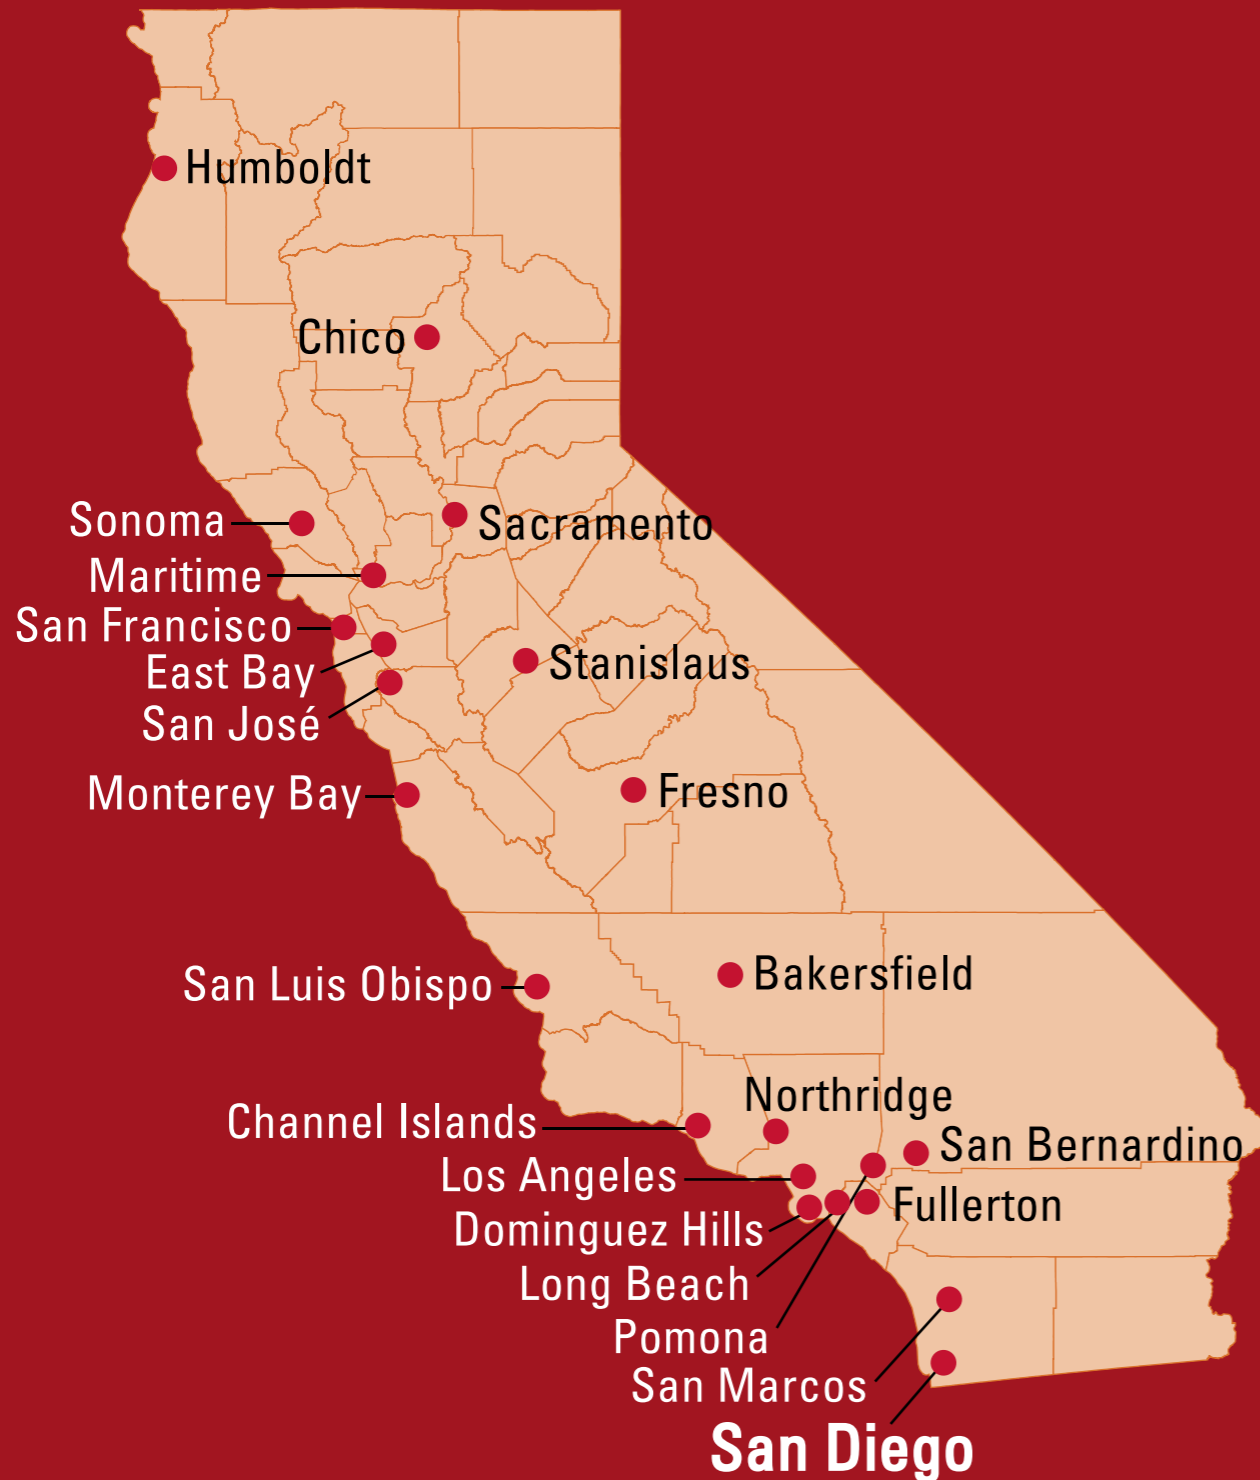 Humboldt
Chico
Sonoma
Sacramento
Maritime
San Francisco
East Bay
Stanislaus
San José
Monterey Bay
Fresno
San Luis Obispo
Bakersfield
Northridge
Channel Islands
San Bernardino
Los Angeles
Fullerton
Dominguez Hills
Long Beach
Pomona
San Marcos
San Diego